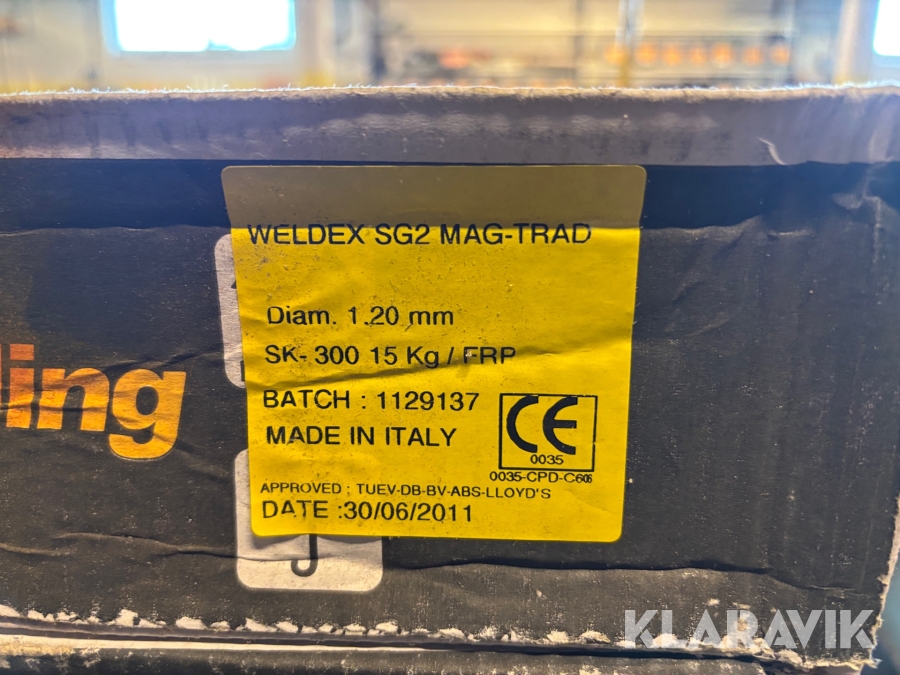 WELDEX SG2 MAG-TRAD
Diam. 1.20 mm
SK- 300 15 Kg / FRP
BATCH : 1129137
MADE IN ITALY
CE
0035
0035-CPD-C606
APPROVED : TUEV-DB-BV-ABS-LLOYD'S
DATE :30/06/2011
ling
KLARAVIK